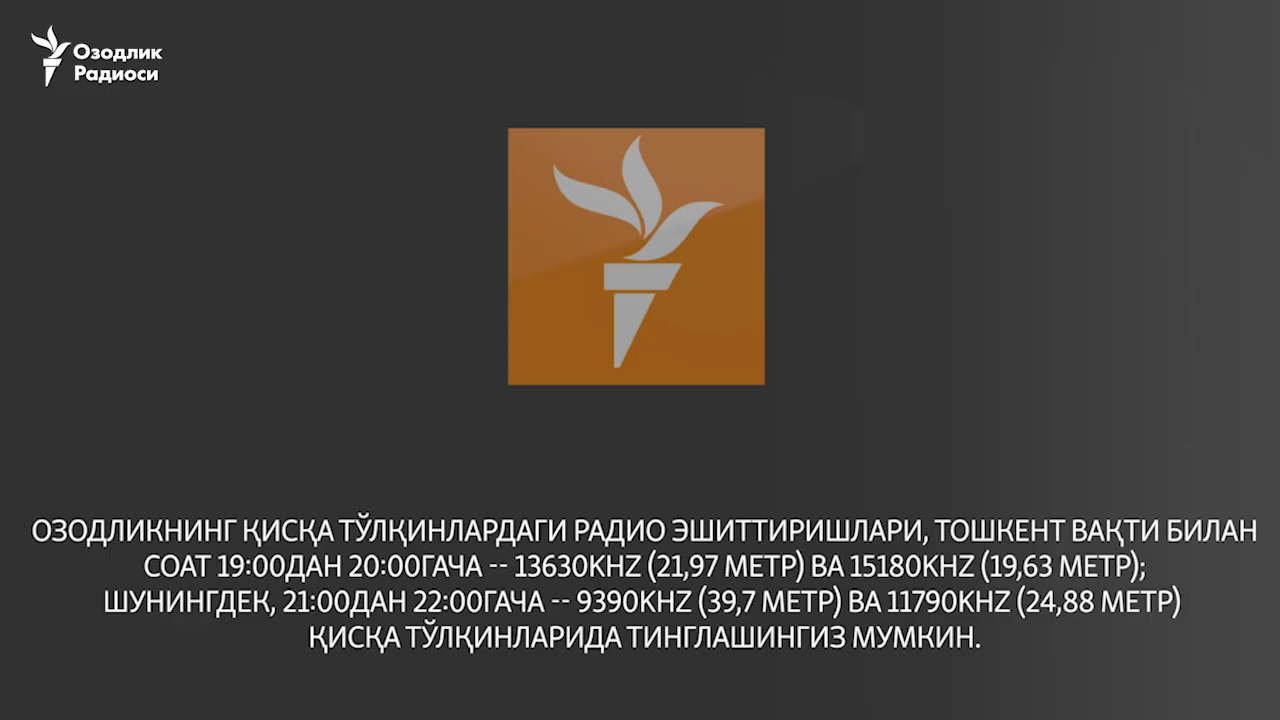 Озодлик
Радиоси
ОЗОДЛИКНИНГ ҚИСҚА ТЎЛҚИНЛАРДАГИ РАДИО ЭШИТТИРИШЛАРИ, ТОШКЕНТ ВАҚТИ БИЛАН
СОАТ 19:00ДАН 20:00ГАЧА -- 13630KHZ (21,97 МЕТР) ВА 15180KHZ (19,63 МЕТР);
ШУНИНГДЕК, 21:00ДАН 22:00ГАЧА -- 9390KHZ (39,7 МЕТР) ВА 11790KHZ (24,88 МЕТР)
ҚИСҚА ТЎЛҚИНЛАРИДА ТИНГЛАШИНГИЗ МУМКИН.